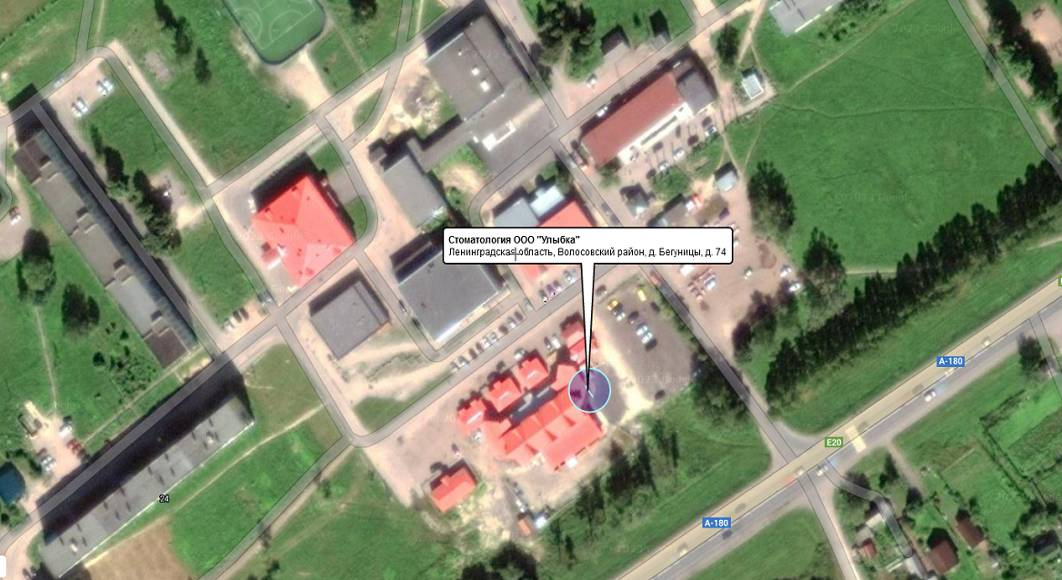 Стоматология ООО "Улыбка"
Ленинградская область, Волосовский район, д. Бегуницы, д. 74
А-180
E20
А-180
24